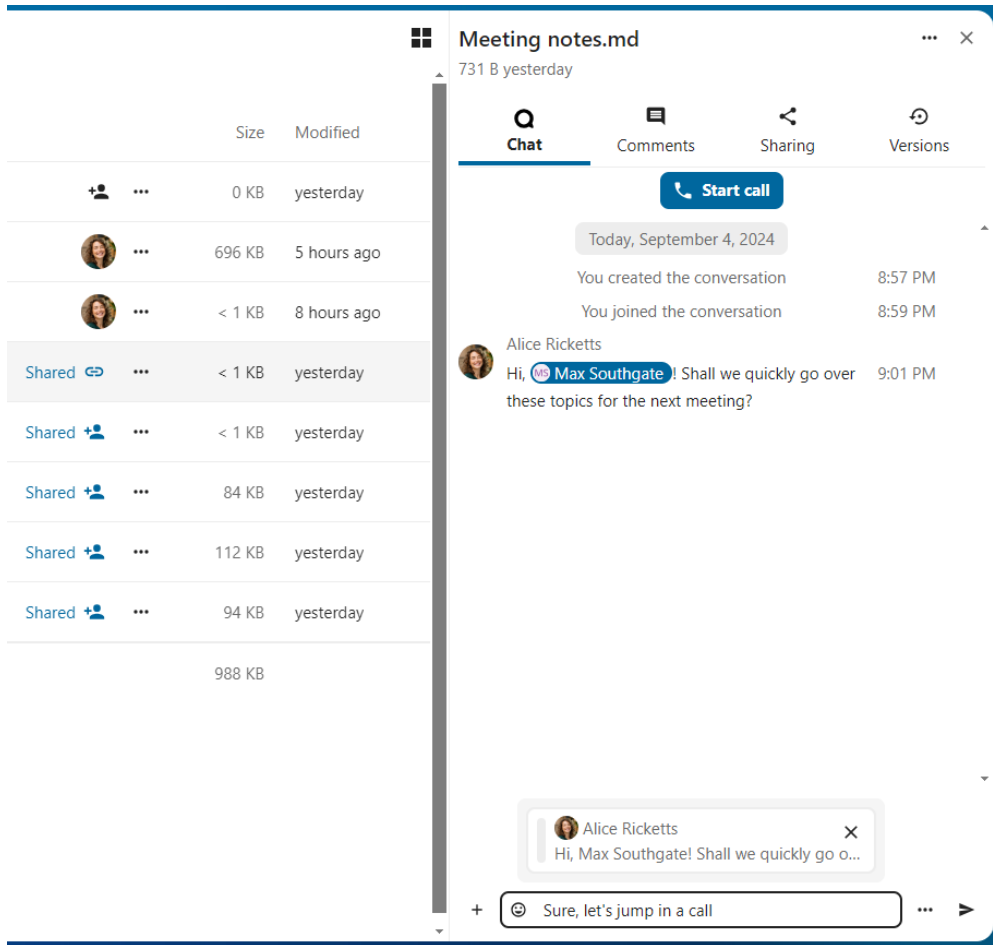 Size Modified
0 KB yesterday
696 KB 5 hours ago
< 1 KB 8 hours ago
Shared < 1 KB yesterday
Shared < 1 KB yesterday
Shared 84 KB yesterday
Shared 112 KB yesterday
Shared 94 KB yesterday
988 KB
Meeting notes.md
731 B yesterday
Chat Comments Sharing Versions
Start call
Today, September 4, 2024
You created the conversation 8:57 PM
You joined the conversation 8:59 PM
Alice Ricketts
Hi, MS Max Southgate ! Shall we quickly go over 9:01 PM
these topics for the next meeting?
Alice Ricketts
Hi, Max Southgate! Shall we quickly go o...
Sure, let's jump in a call